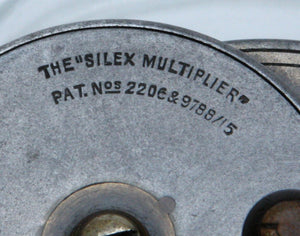 THE "SILEX MULTIPLIER"
PAT. NOS 2206 & 9788/15